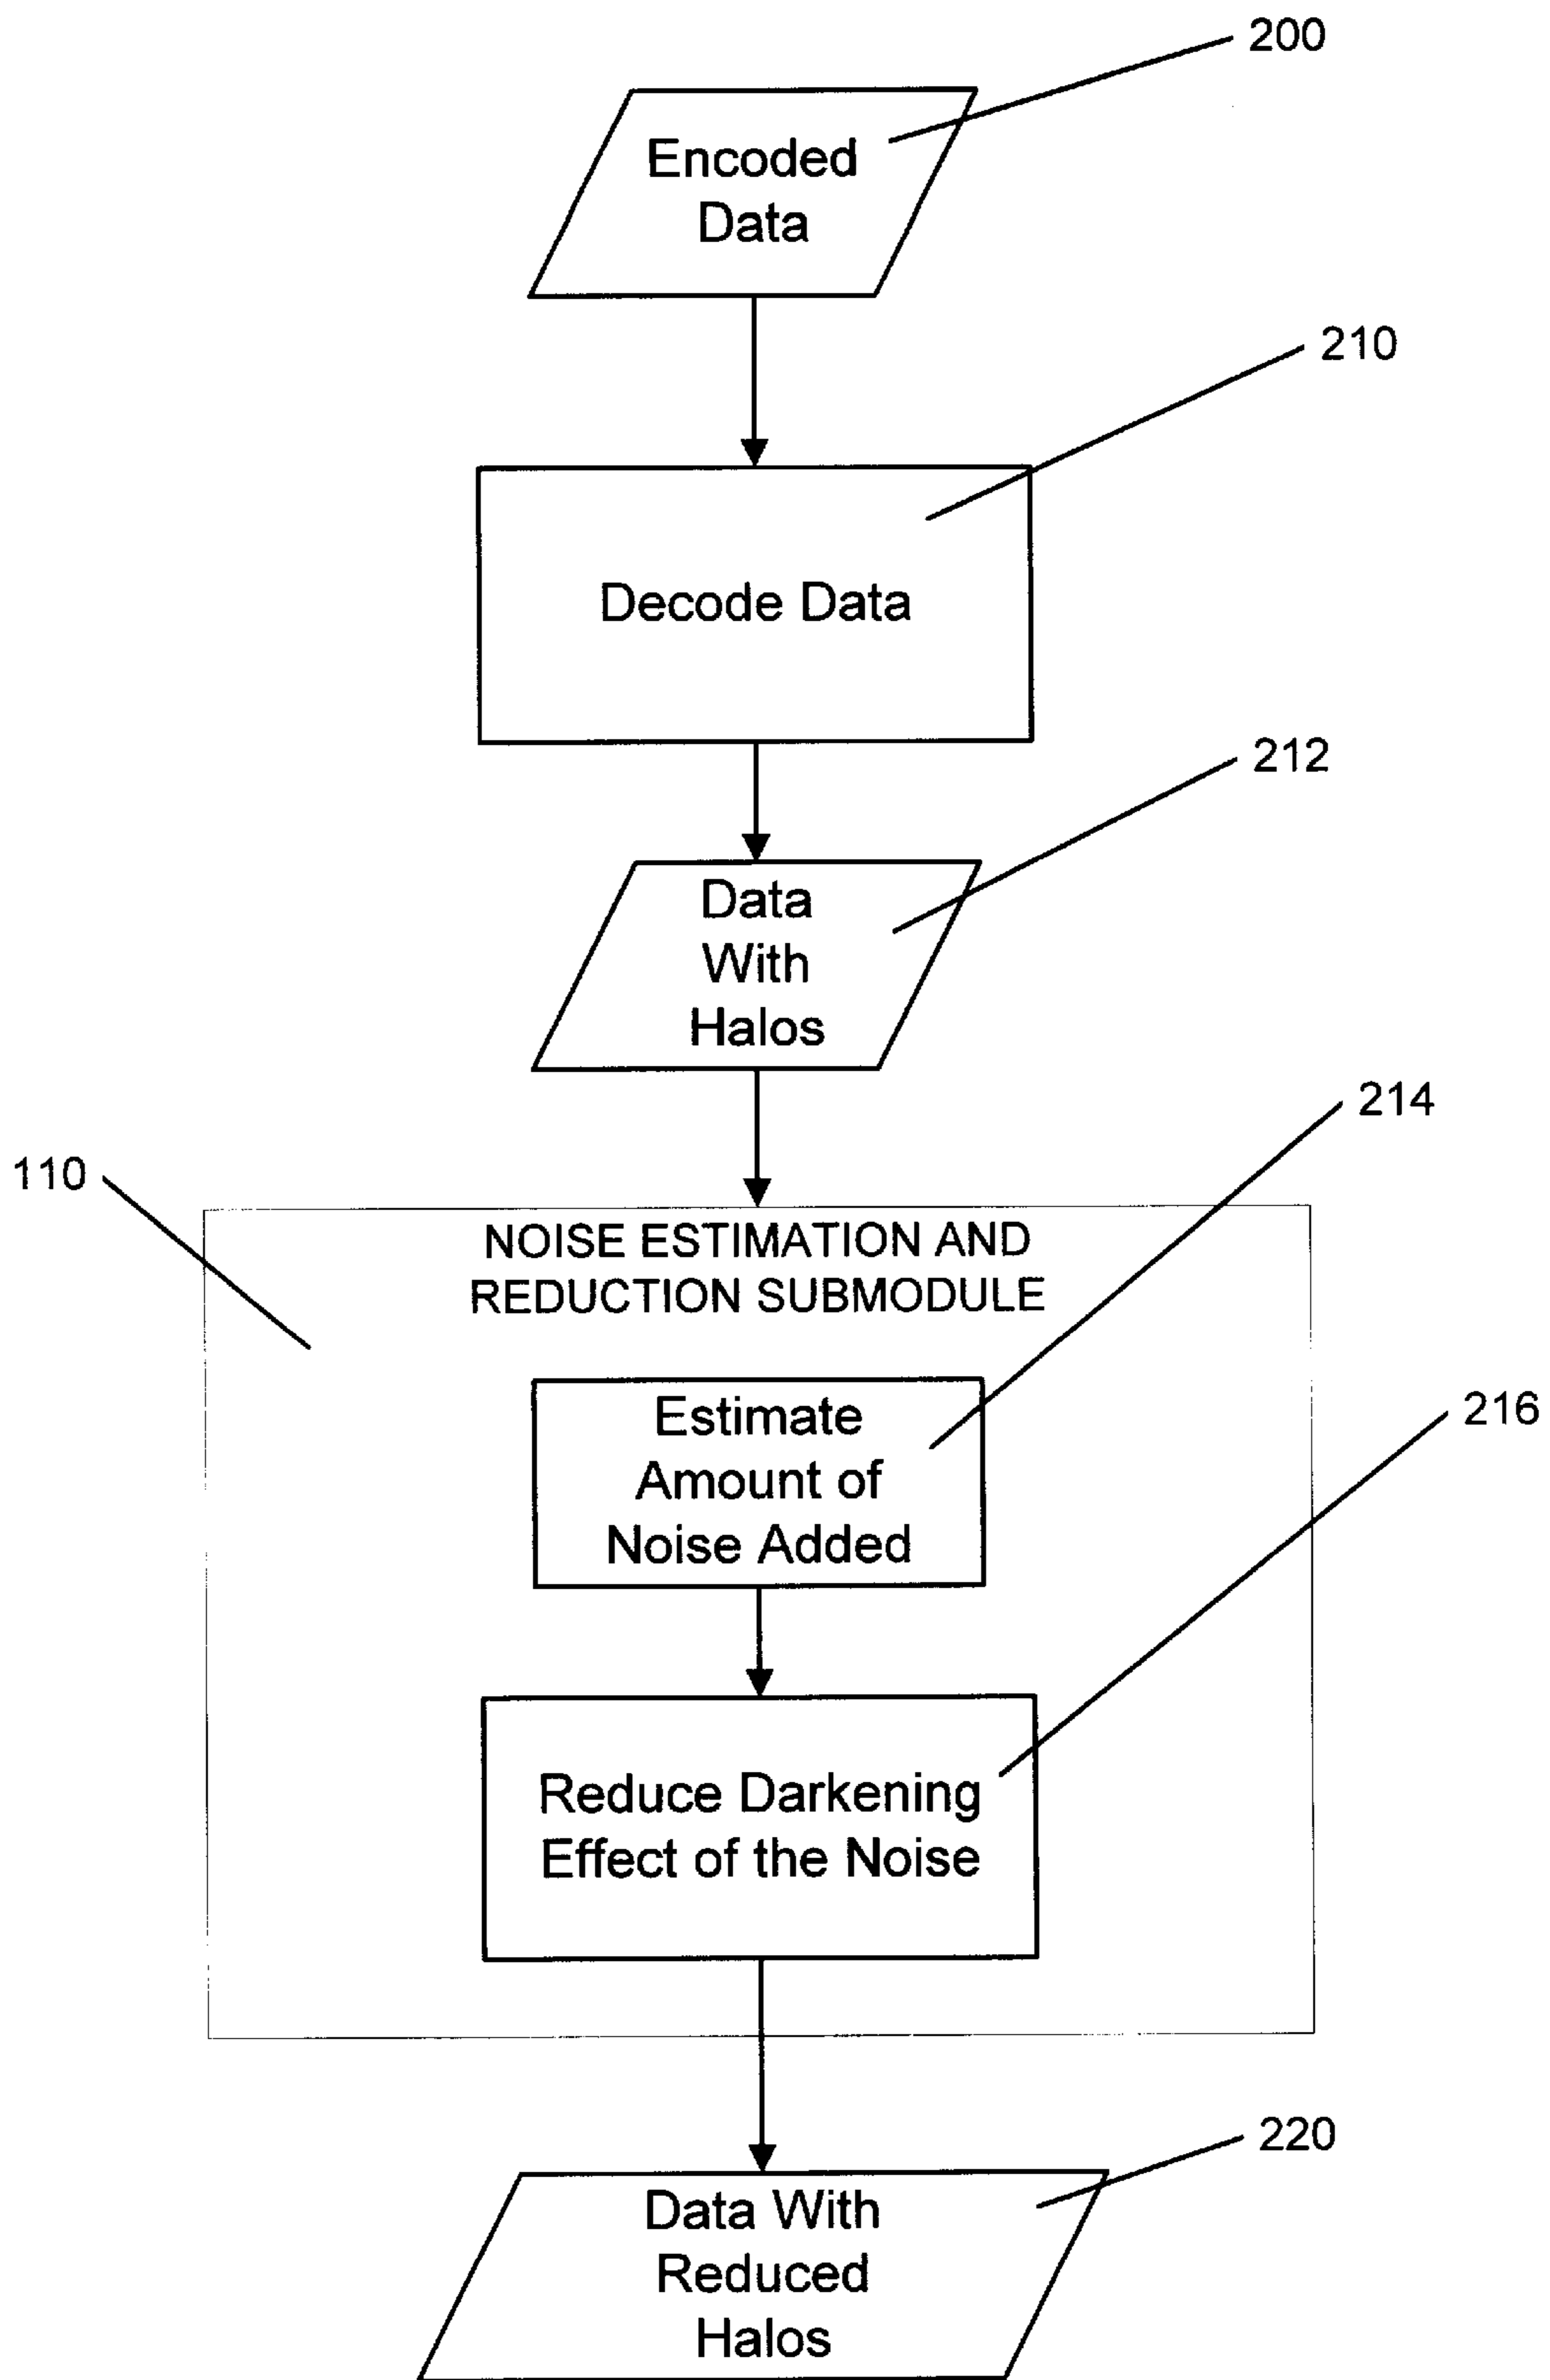 200
Encoded
Data
210
Decode Data
212
Data
With
Halos
214
110
NOISE ESTIMATION AND
REDUCTION SUBMODULE
Estimate
Amount of
Noise Added
216
Reduce Darkening
Effect of the Noise
220
Data With
Reduced
Halos